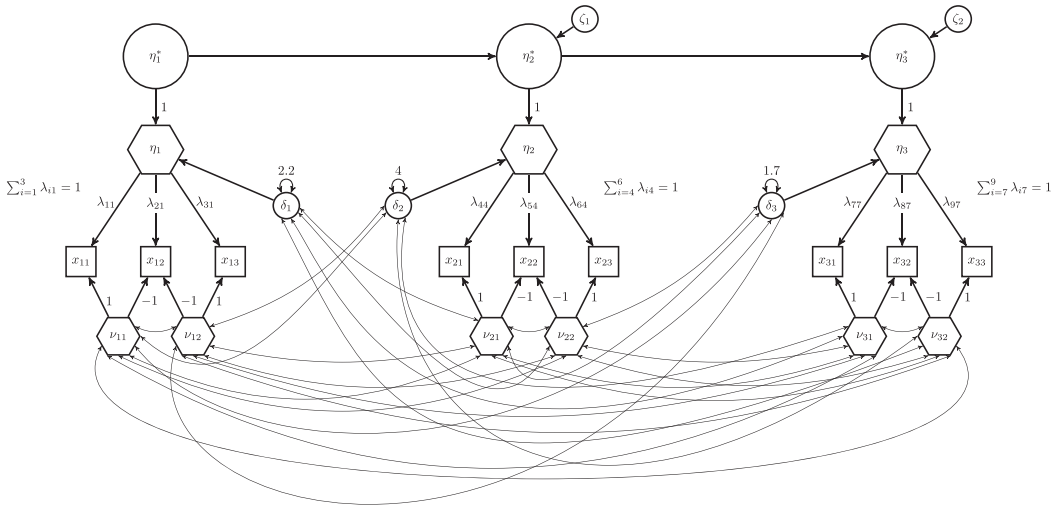 ζ₁ ζ₂
η₁* η₂* η₃*
1 1 1
η₁ η₂ η₃
2.2 4 1.7
∑³ᵢ₌₁ λᵢ₁ = 1 ∑⁶ᵢ₌₄ λᵢ₄ = 1 ∑⁹ᵢ₌₇ λᵢ₇ = 1
λ₁₁ λ₂₁ λ₃₁ δ₁ δ₂ λ₄₄ λ₅₄ λ₆₄ δ₃ λ₇₇ λ₈₇ λ₉₇
x₁₁ x₁₂ x₁₃ x₂₁ x₂₂ x₂₃ x₃₁ x₃₂ x₃₃
1 −1 −1 1 1 −1 −1 1 1 −1 −1 1
ν₁₁ ν₁₂ ν₂₁ ν₂₂ ν₃₁ ν₃₂